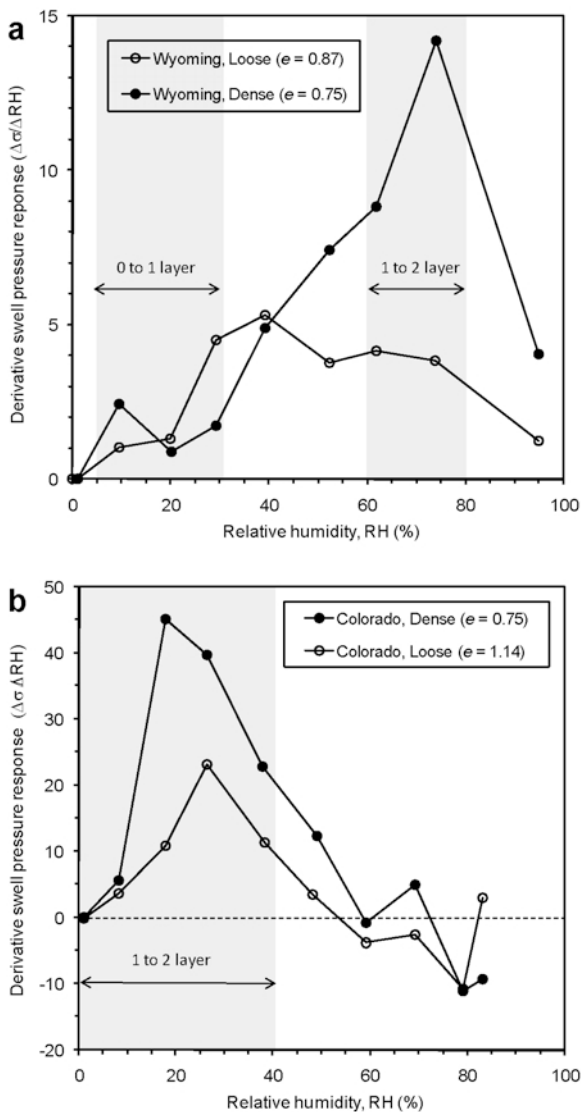 a
Derivative swell pressure reponse (Δσ/ΔRH)
15
10
5
0
Wyoming, Loose (e = 0.87)
Wyoming, Dense (e = 0.75)
0 to 1 layer
1 to 2 layer
0 20 40 60 80 100
Relative humidity, RH (%)
b
Derivative swell pressure response (Δσ ΔRH)
50
40
30
20
10
0
-10
-20
Colorado, Dense (e = 0.75)
Colorado, Loose (e = 1.14)
1 to 2 layer
0 20 40 60 80 100
Relative humidity, RH (%)